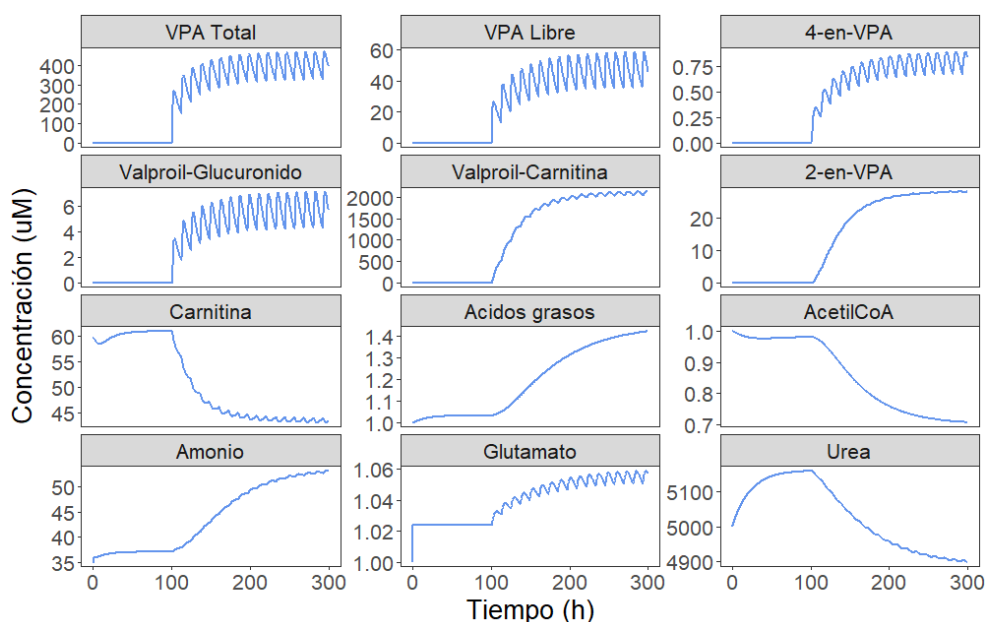 VPA Total
VPA Libre
4-en-VPA
400
300
200
100
0
60
40
20
0
0.75
0.50
0.25
0.00
Valproil-Glucuronido
Valproil-Carnitina
2-en-VPA
6
4
2
0
2000
1500
1000
500
0
20
10
0
Carnitina
Acidos grasos
AcetilCoA
60
55
50
45
1.4
1.3
1.2
1.1
1.0
1.0
0.9
0.8
0.7
Amonio
Glutamato
Urea
50
45
40
35
1.06
1.04
1.02
1.00
5100
5000
4900
0 100 200 300
0 100 200 300
0 100 200 300
Concentración (uM)
Tiempo (h)